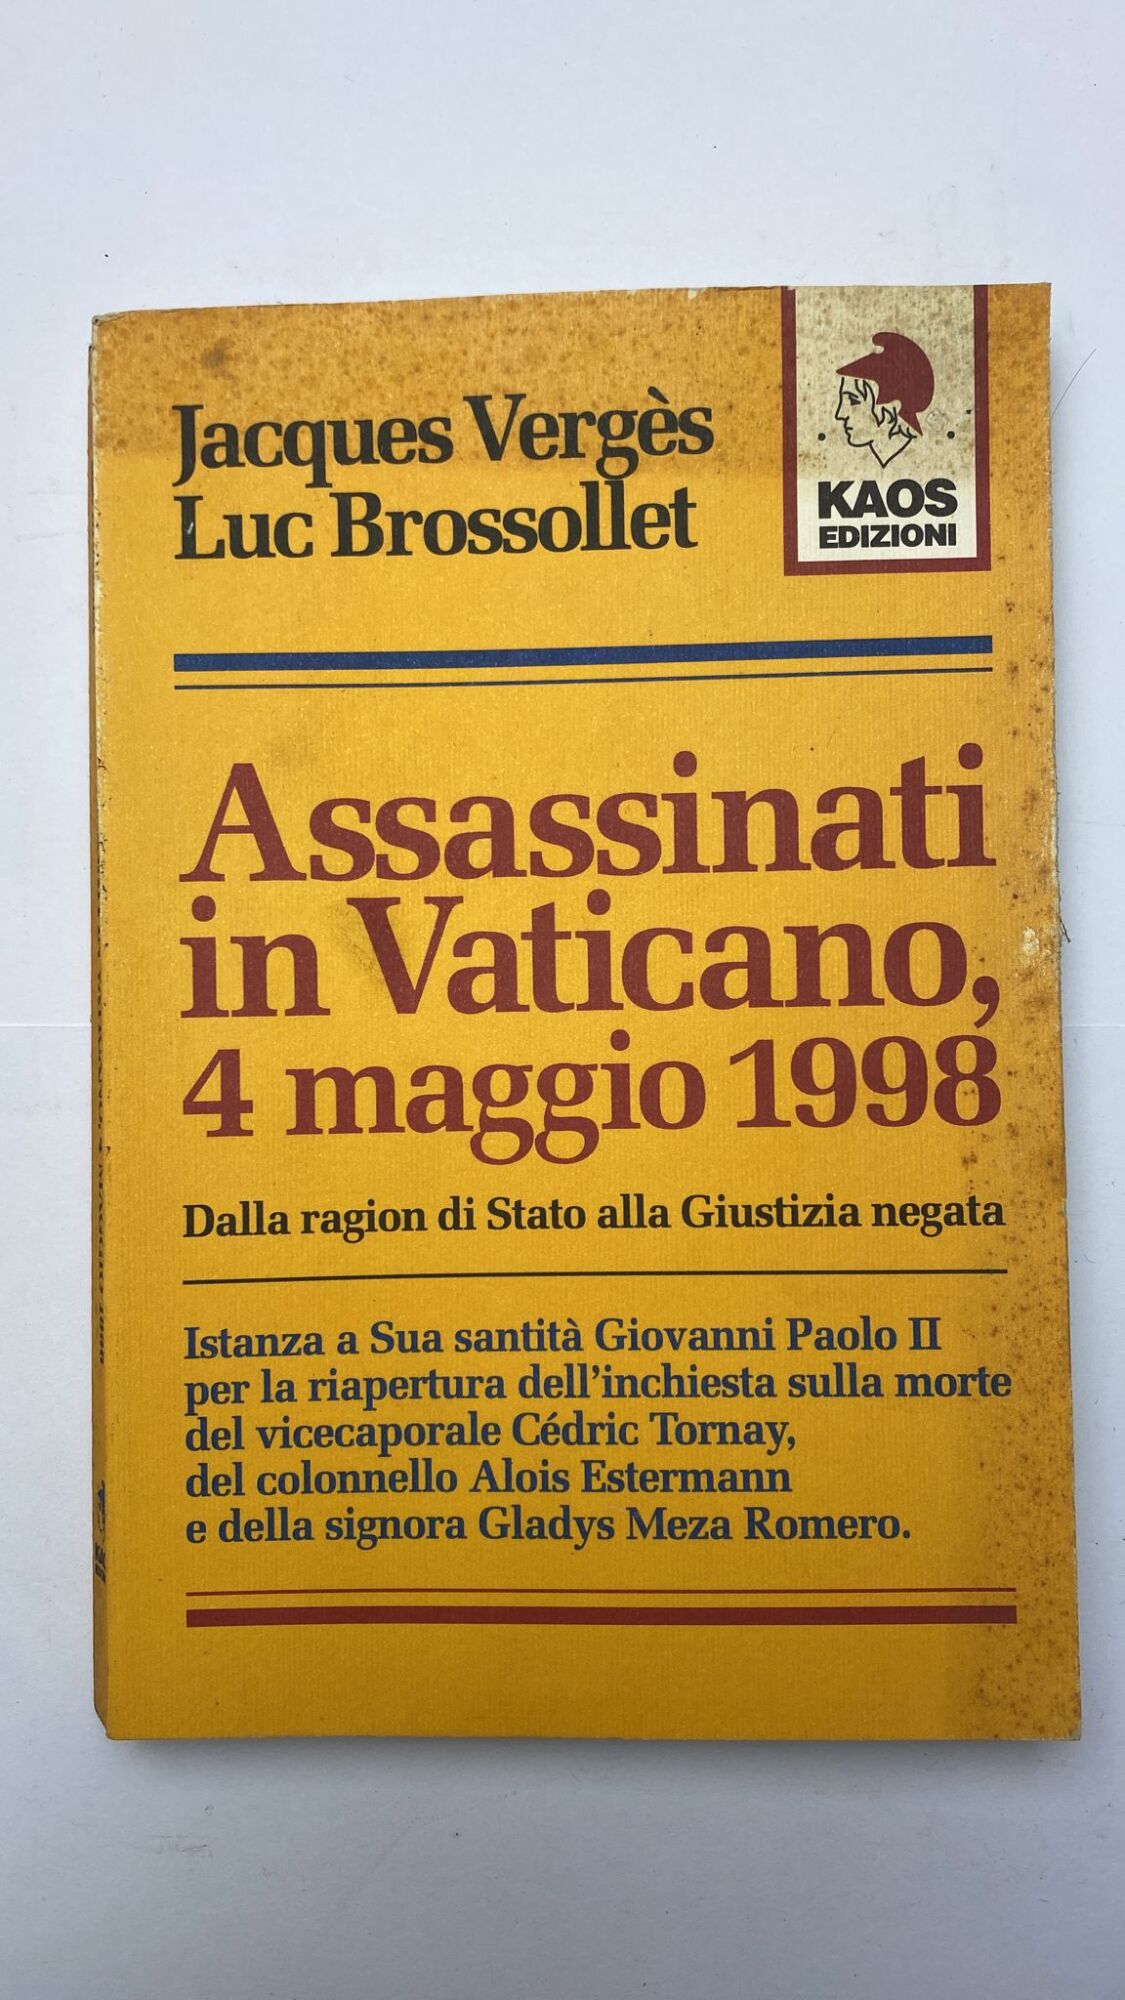 Jacques Vergès
Luc Brossollet
KAOS
EDIZIONI
Assassinati
in Vaticano,
4 maggio 1998
Dalla ragion di Stato alla Giustizia negata
Istanza a Sua santità Giovanni Paolo II
per la riapertura dell'inchiesta sulla morte
del vicecaporale Cédric Tornay,
del colonnello Alois Estermann
e della signora Gladys Meza Romero.